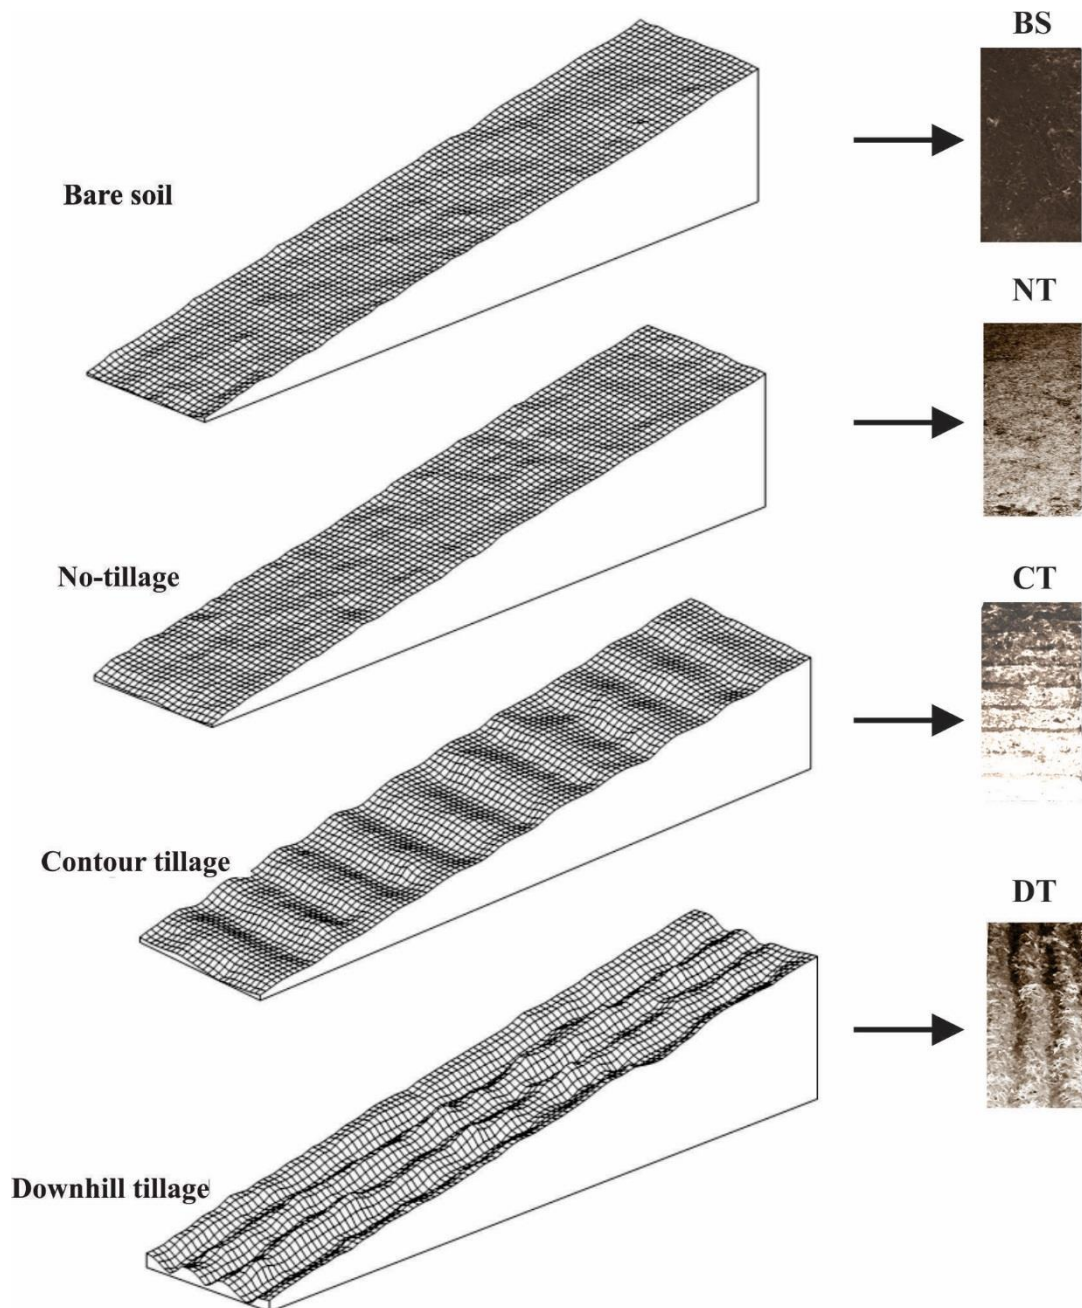 BS
Bare soil
NT
No-tillage
CT
Contour tillage
DT
Downhill tillage